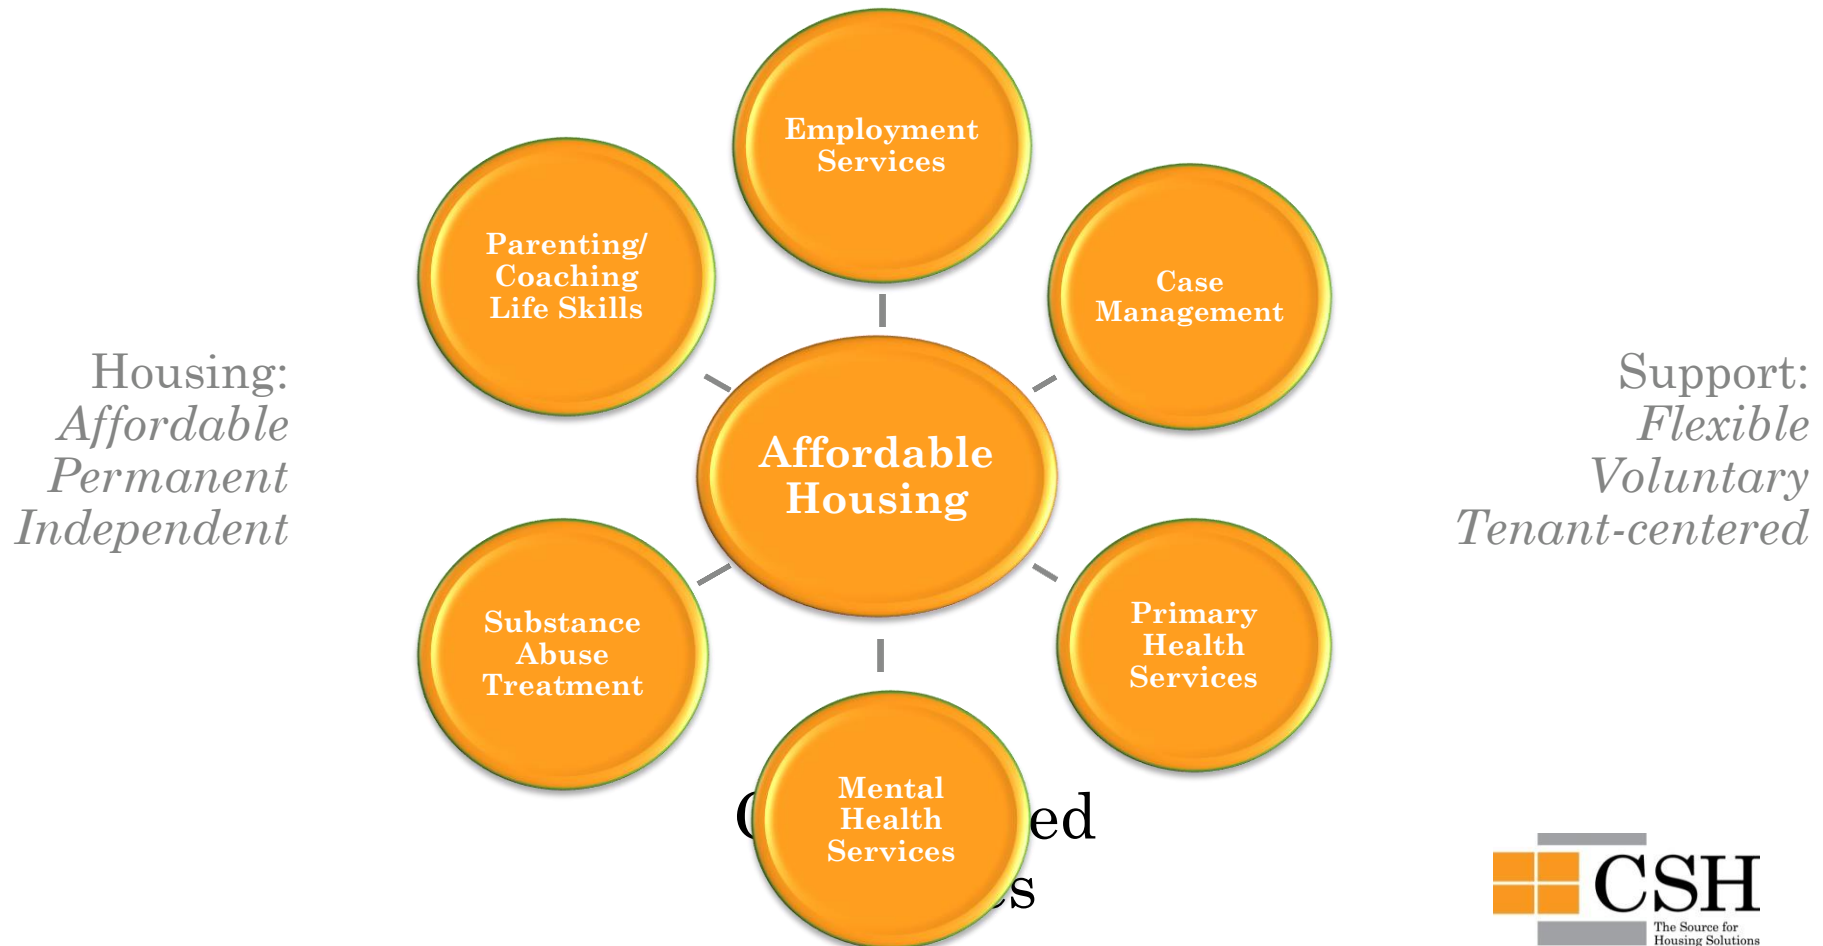 Employment
Services
Parenting/
Coaching
Life Skills
Case
Management
Housing:
Affordable
Permanent
Independent
Affordable
Housing
Support:
Flexible
Voluntary
Tenant-centered
Substance
Abuse
Treatment
Primary
Health
Services
Mental
Health
Services
CSH
The Source for
Housing Solutions